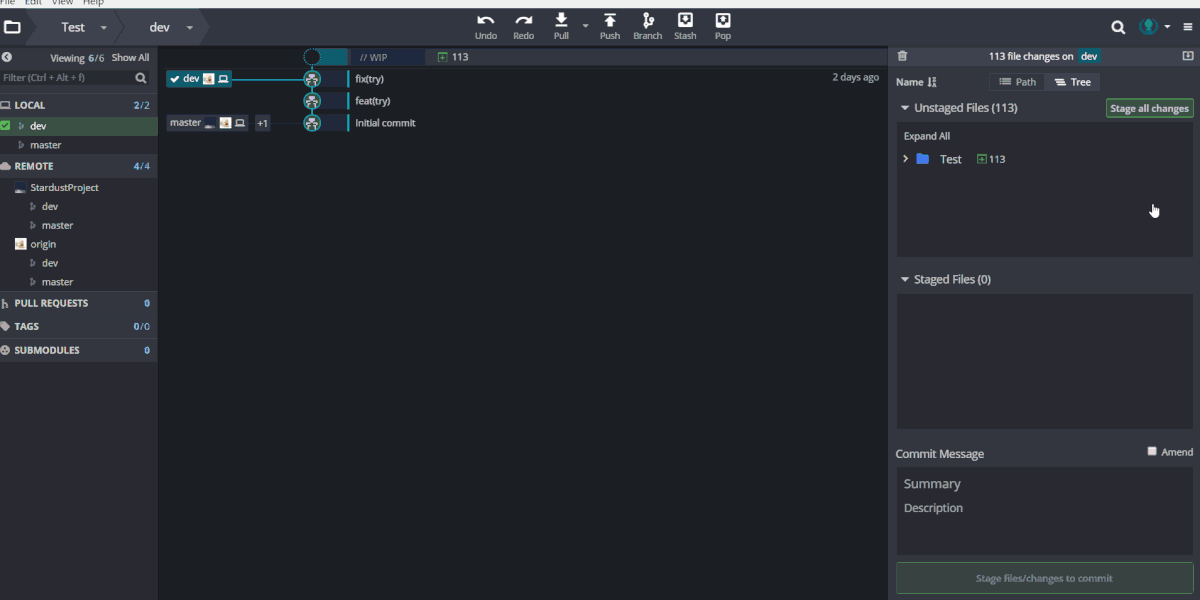 File Edit View Help
Test dev
Undo Redo Pull Push Branch Stash Pop
Viewing 6/6 Show All
Filter (Ctrl + Alt + f)
LOCAL 2/2
dev
master
REMOTE 4/4
StardustProject
dev
master
origin
dev
master
PULL REQUESTS 0
TAGS 0/0
SUBMODULES 0
// WIP 113
dev fix(try) 2 days ago
feat(try)
master +1 Initial commit
113 file changes on dev
Name Path Tree
Unstaged Files (113) Stage all changes
Expand All
Test 113
Staged Files (0)
Commit Message Amend
Summary
Description
Stage files/changes to commit